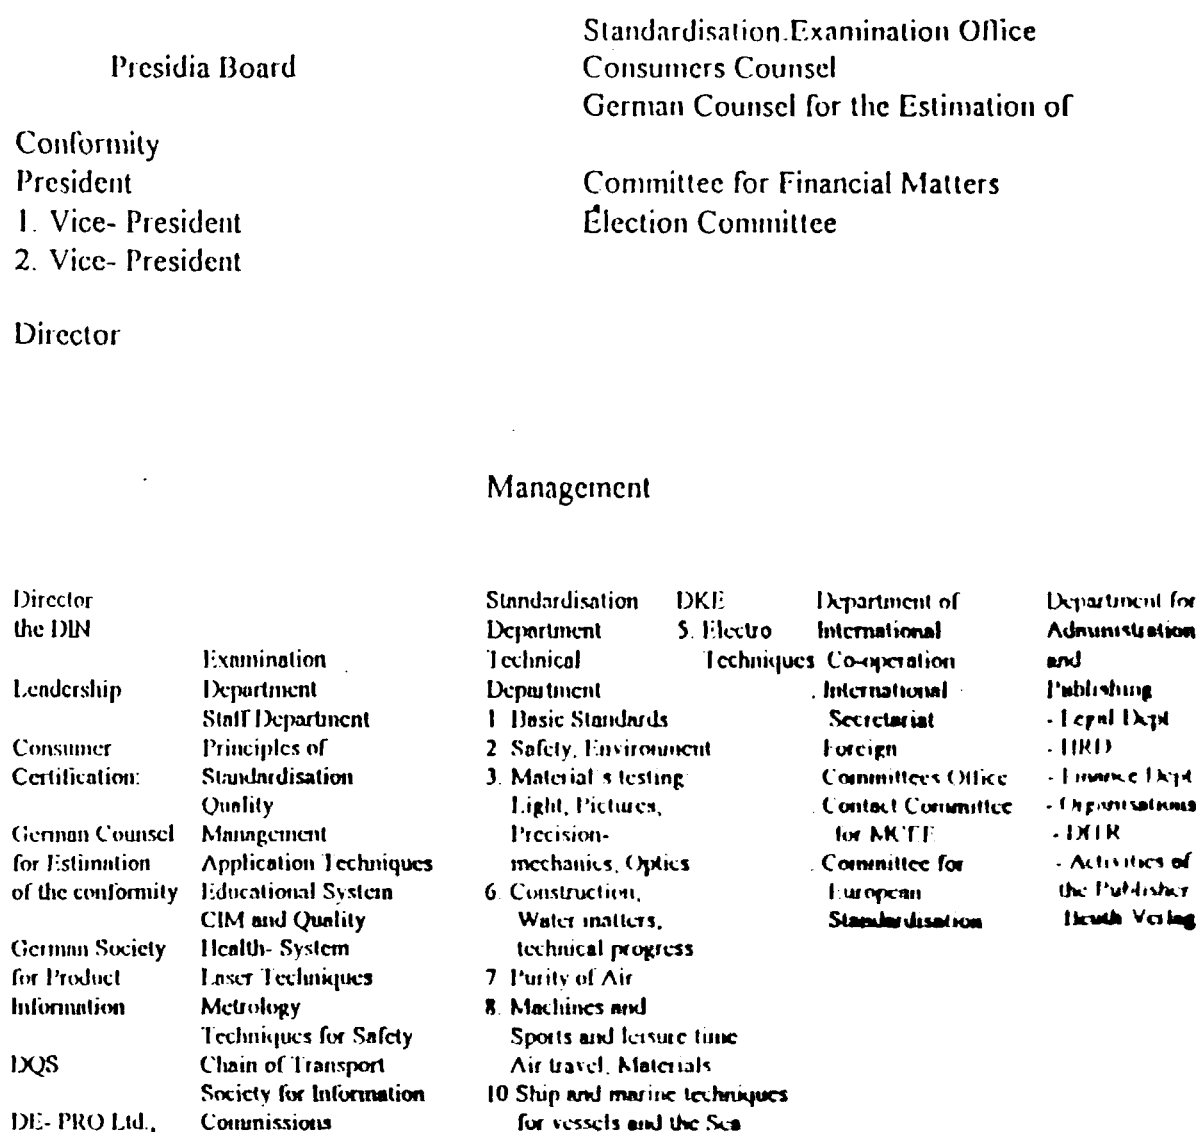 Standardisation.Examination Office
Presidia Board
Consumers Counsel
German Counsel for the Estimation of
Conformity
President
Committee for Financial Matters
1. Vice- President
Election Committee
2. Vice- President
Director
Management
Director
the DIN
Leadership
Consumer
Certification:
German Counsel
for Estimation
of the conformity
German Society
for Product
Information
DQS
DE- PRO Ltd.,
Examination
Department
Staff Department
Principles of
Standardisation
Quality
Management
Application Techniques
Educational System
CIM and Quality
Health- System
Laser Techniques
Metrology
Techniques for Safety
Chain of Transport
Society for Information
Commissions
Standardisation
Department
Technical
Department
1 Basic Standards
2 Safety, Environment
3. Material s testing
Light, Pictures,
Precision-
mechanics, Optics
6. Construction,
Water matters,
technical progress
7 Purity of Air
8. Machines and
Sports and leisure time
Air travel, Materials
10 Ship and marine techniques
for vessels and the Sea
DKE
5. Electro
Techniques
Department of
International
Co-operation
. International
Secretariat
Foreign
Committees Office
Contact Committee
for
Committee for
European
Standardisation
Department for
Administration
and
Publishing
- Legal Dept
- HRD
- Finance Dept
- Organisations
- Activities of
the Publisher
Beuth Verlag